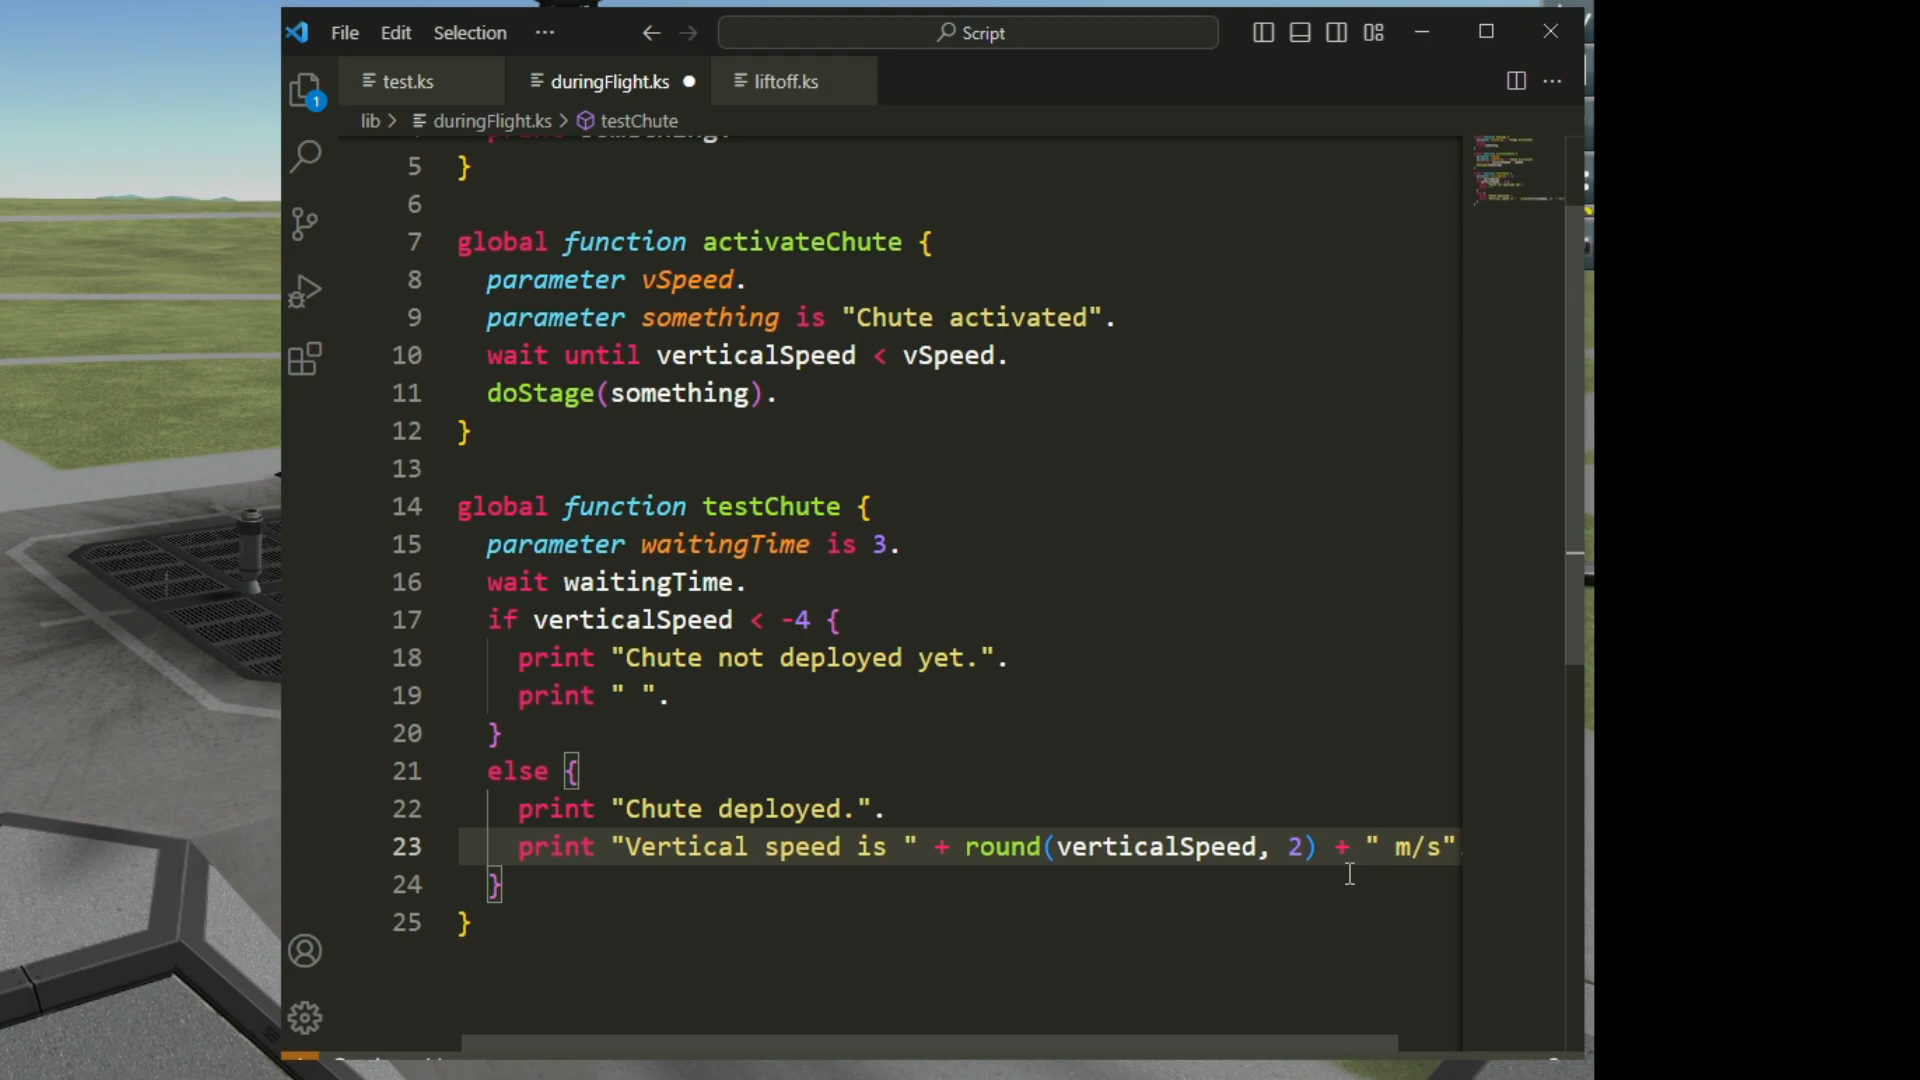 File Edit Selection ··· Script
test.ks duringFlight.ks liftoff.ks
lib > duringFlight.ks > testChute
1
5 }
6
7 global function activateChute {
8 parameter vSpeed.
9 parameter something is "Chute activated".
10 wait until verticalSpeed < vSpeed.
11 doStage(something).
12 }
13
14 global function testChute {
15 parameter waitingTime is 3.
16 wait waitingTime.
17 if verticalSpeed < -4 {
18 print "Chute not deployed yet.".
19 print " ".
20 }
21 else {
22 print "Chute deployed.".
23 print "Vertical speed is " + round(verticalSpeed, 2) + " m/s".
24 }
25 }